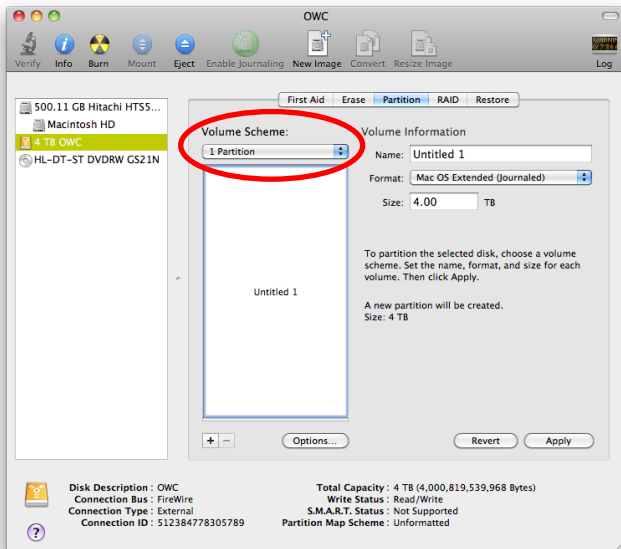 OWC
Verify Info Burn Mount Eject Enable Journaling New Image Convert Resize Image Log
500.11 GB Hitachi HTS5...
Macintosh HD
4 TB OWC
HL-DT-ST DVDRW GS21N
First Aid Erase Partition RAID Restore
Volume Scheme:
1 Partition
Untitled 1
+ − Options...
Volume Information
Name: Untitled 1
Format: Mac OS Extended (Journaled)
Size: 4.00 TB
To partition the selected disk, choose a volume
scheme. Set the name, format, and size for each
volume. Then click Apply.
A new partition will be created.
Size: 4 TB
Revert Apply
Disk Description : OWC
Connection Bus : FireWire
Connection Type : External
Connection ID : 512384778305789
Total Capacity : 4 TB (4,000,819,539,968 Bytes)
Write Status : Read/Write
S.M.A.R.T. Status : Not Supported
Partition Map Scheme : Unformatted
?